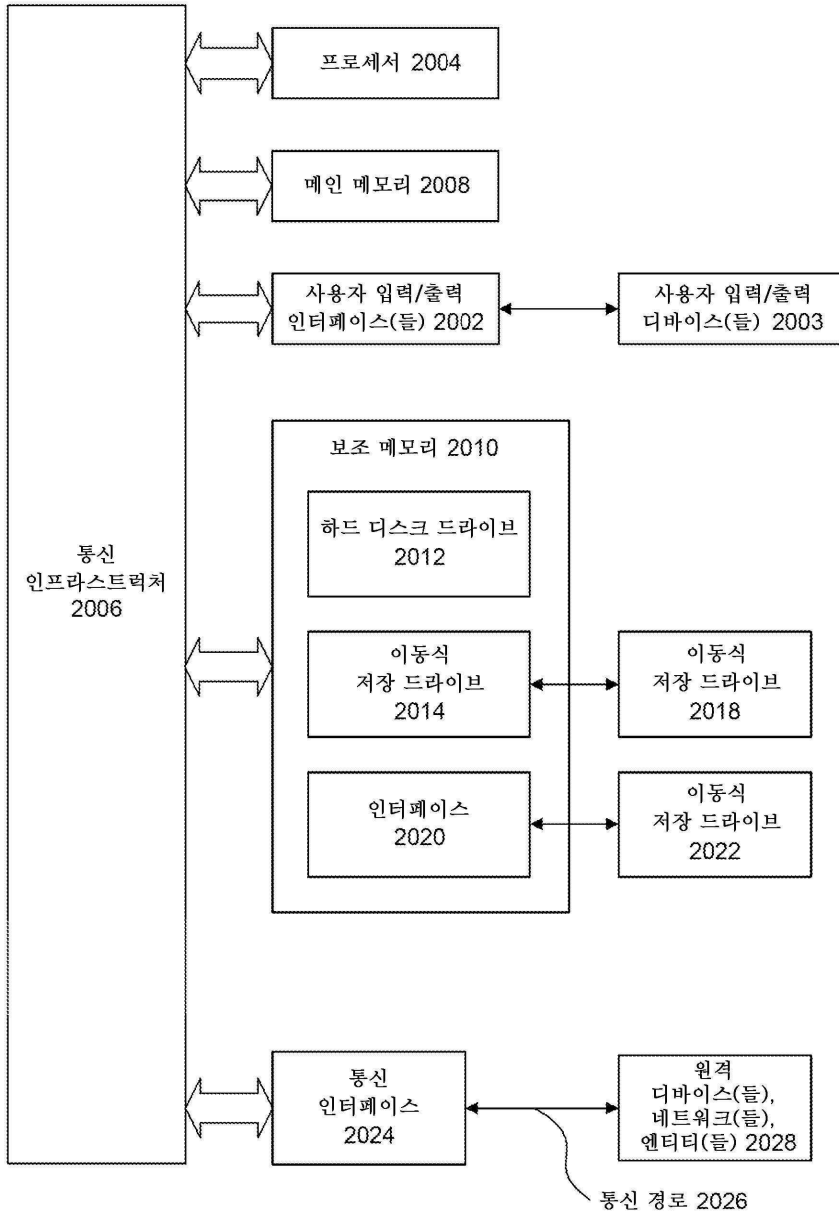 프로세서 2004
메인 메모리 2008
사용자 입력/출력
인터페이스(들) 2002
사용자 입력/출력
디바이스(들) 2003
보조 메모리 2010
하드 디스크 드라이브
2012
통신
인프라스트럭처
2006
이동식
저장 드라이브
2014
이동식
저장 드라이브
2018
인터페이스
2020
이동식
저장 드라이브
2022
통신
인터페이스
2024
원격
디바이스(들),
네트워크(들),
엔티티(들) 2028
통신 경로 2026